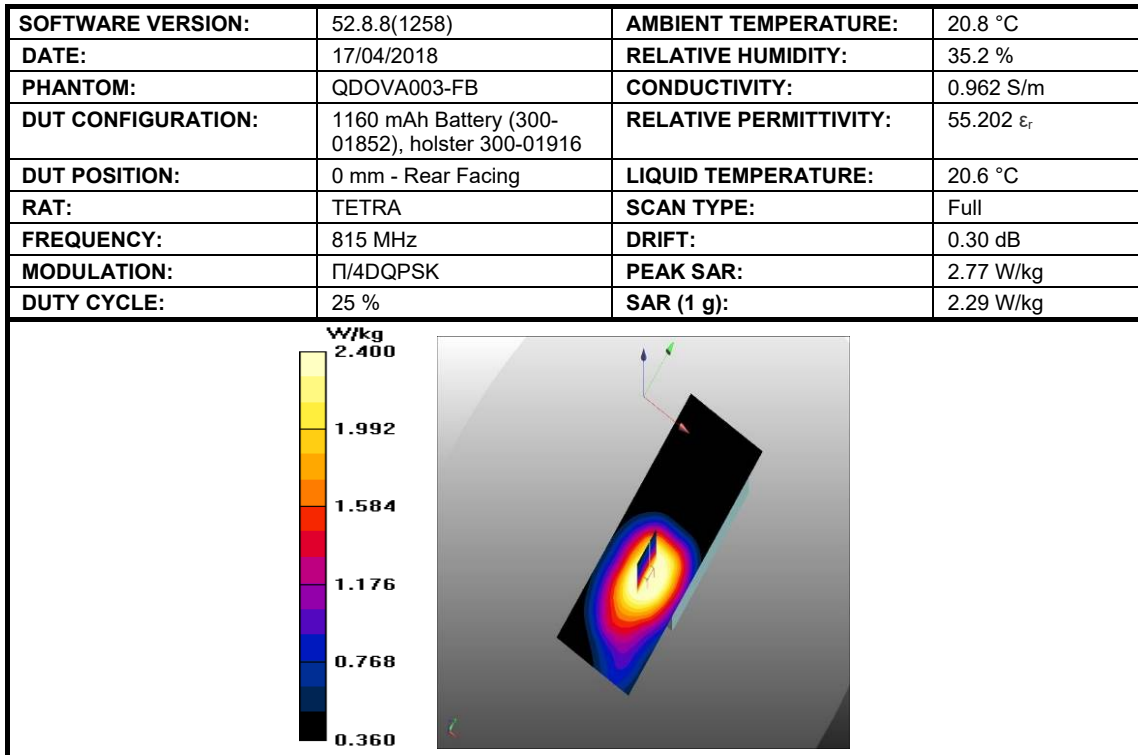 SOFTWARE VERSION: 52.8.8(1258) AMBIENT TEMPERATURE: 20.8 °C
DATE: 17/04/2018 RELATIVE HUMIDITY: 35.2 %
PHANTOM: QDOVA003-FB CONDUCTIVITY: 0.962 S/m
DUT CONFIGURATION: 1160 mAh Battery (300- RELATIVE PERMITTIVITY: 55.202 εr
01852), holster 300-01916
DUT POSITION: 0 mm - Rear Facing LIQUID TEMPERATURE: 20.6 °C
RAT: TETRA SCAN TYPE: Full
FREQUENCY: 815 MHz DRIFT: 0.30 dB
MODULATION: П/4DQPSK PEAK SAR: 2.77 W/kg
DUTY CYCLE: 25 % SAR (1 g): 2.29 W/kg
W/kg
2.400
1.992
1.584
1.176
0.768
0.360